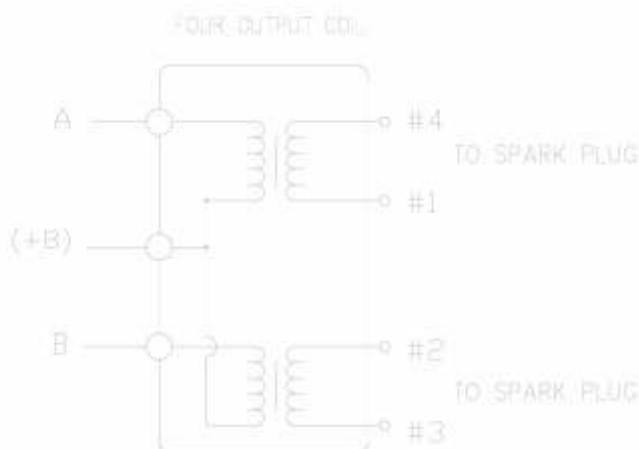 FOUR OUTPUT COIL
A
#4
TO SPARK PLUG
#1
(+B)
B
#2
TO SPARK PLUG
#3